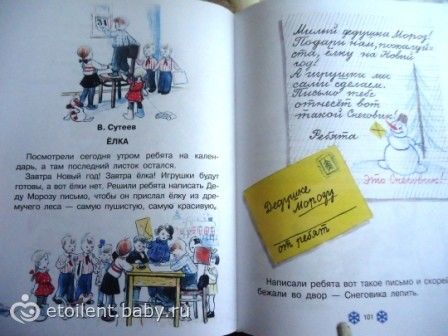 31
В. Сутеев
ЁЛКА
Посмотрели сегодня утром ребята на кален-
дарь, а там последний листок остался.
Завтра Новый год! Завтра ёлка! Игрушки будут
готовы, а вот ёлки нет. Решили ребята написать Де-
ду Морозу письмо, чтобы он прислал ёлку из дре-
мучего леса — самую пушистую, самую красивую,
Милый дедушка Мороз!
Подари нам, пожалуй-
ста, ёлку на Новый
год!
А игрушки мы
сами сделаем.
Письмо тебе
отнесёт вот
такой Снеговик!
Ребята
Это Снеговик!
Дедушке
Морозу
от ребят
Написали ребята вот такое письмо и скорей
бежали во двор — Снеговика лепить.
101
etoilent.baby.ru